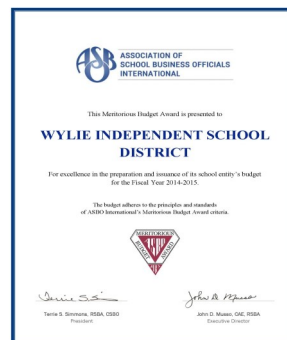 ASB
ASSOCIATION OF
SCHOOL BUSINESS OFFICIALS
INTERNATIONAL
This Meritorious Budget Award is presented to
WYLIE INDEPENDENT SCHOOL
DISTRICT
For excellence in the preparation and issuance of its school entity's budget
for the Fiscal Year 2014-2015.
The budget adheres to the principles and standards
of ASBO International's Meritorious Budget Award criteria.
MERITORIOUS
BUDGET
AWARD
Terrie S. Simmons, RSBA, CSBO
President
John D. Musso, CAE, RSBA
Executive Director